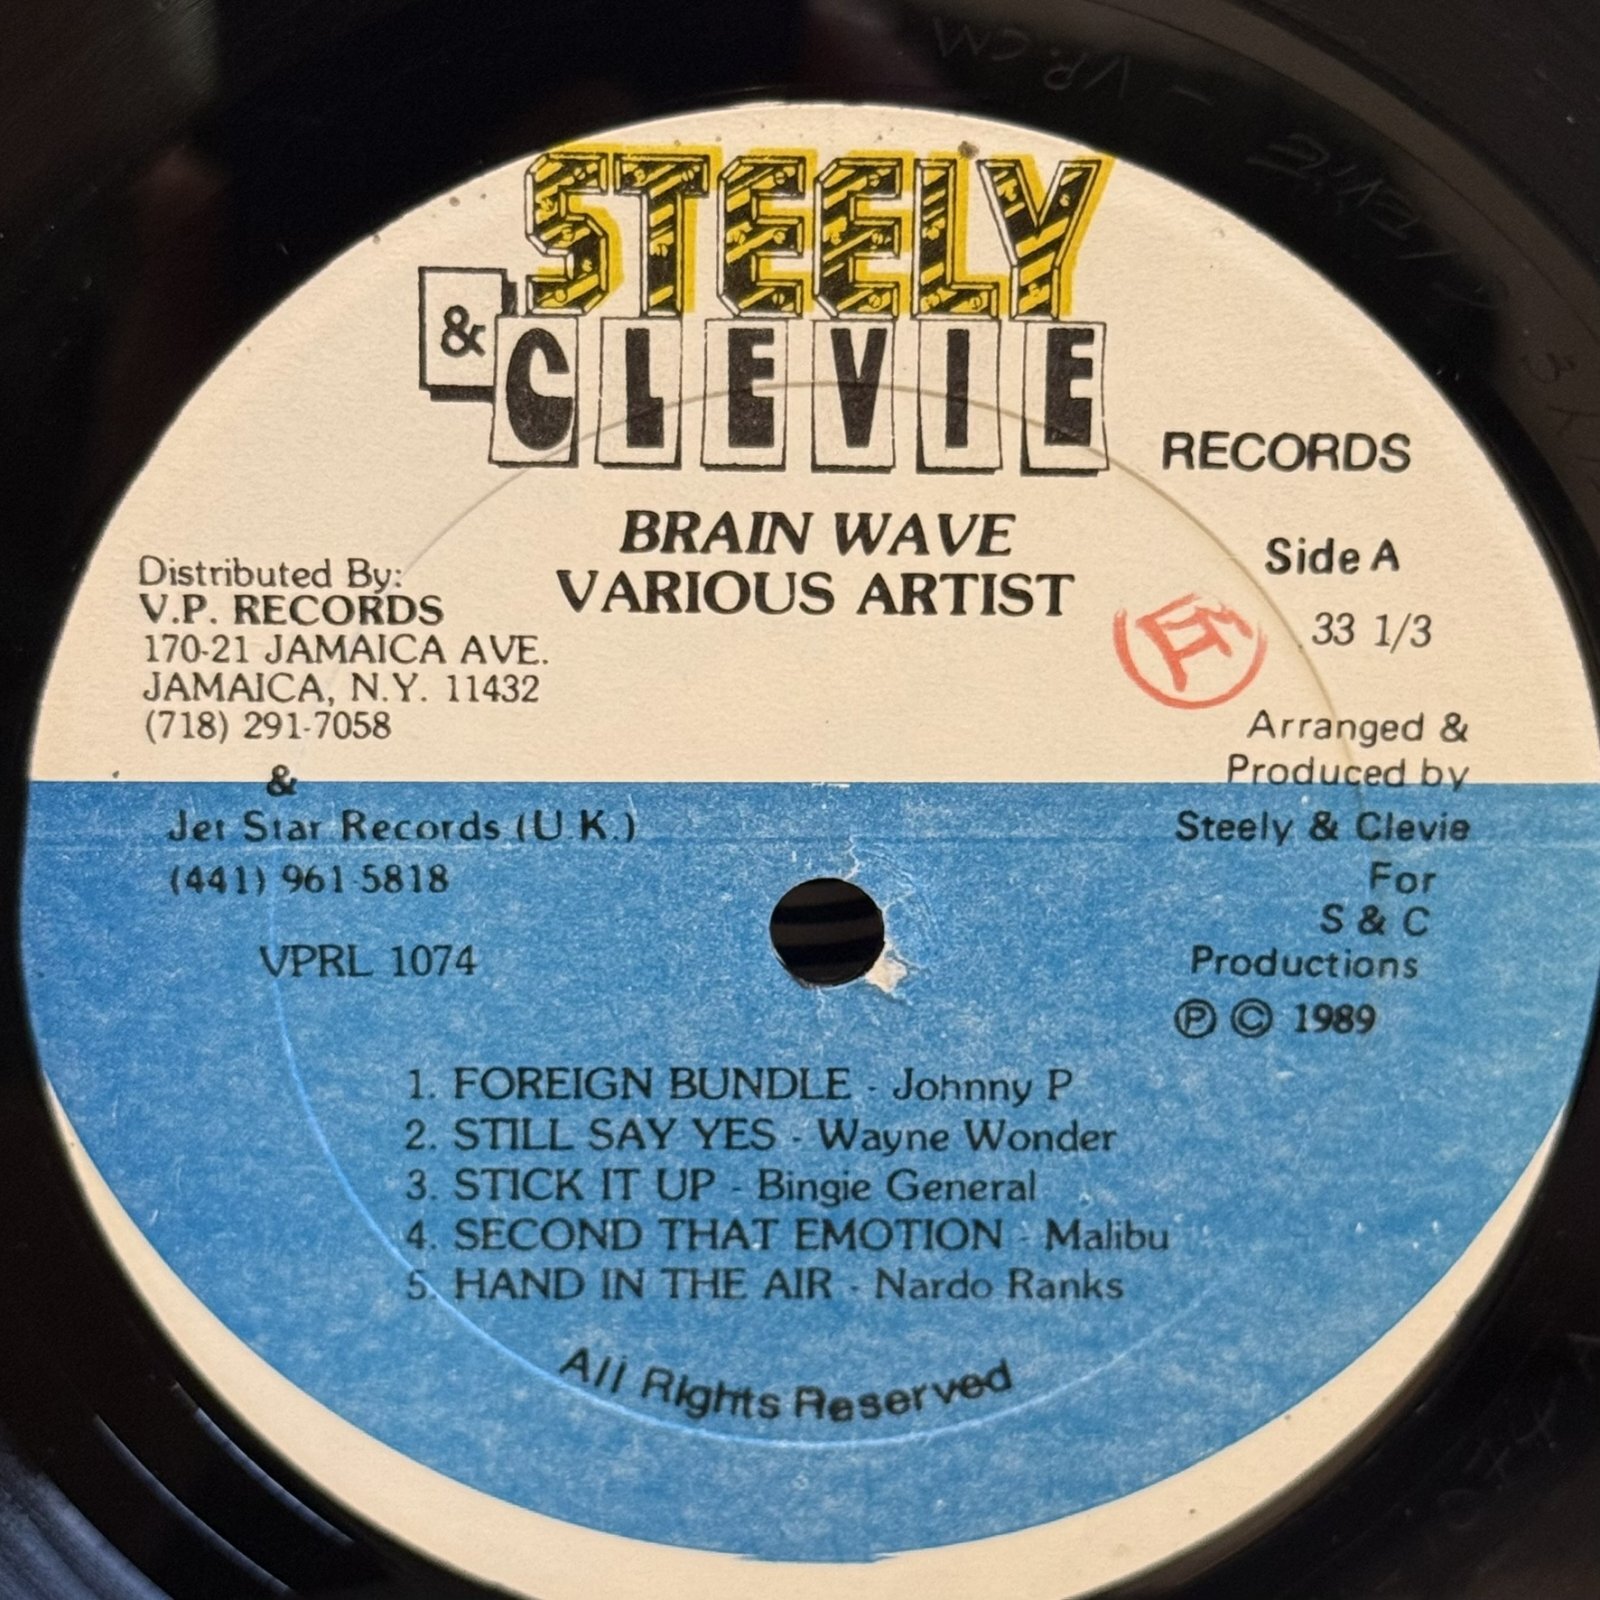 STEELY
& CLEVIE
RECORDS
BRAIN WAVE
VARIOUS ARTIST
Side A
33 1/3
Distributed By:
V.P. RECORDS
170-21 JAMAICA AVE.
JAMAICA, N.Y. 11432
(718) 291-7058
&
Jet Star Records (U K.)
(441) 961-5818
VPRL 1074
Arranged &
Produced by
Steely & Clevie
For
S & C
Productions
Ⓟ © 1989
1. FOREIGN BUNDLE - Johnny P
2. STILL SAY YES - Wayne Wonder
3. STICK IT UP - Bingie General
4. SECOND THAT EMOTION - Malibu
5. HAND IN THE AIR - Nardo Ranks
All Rights Reserved